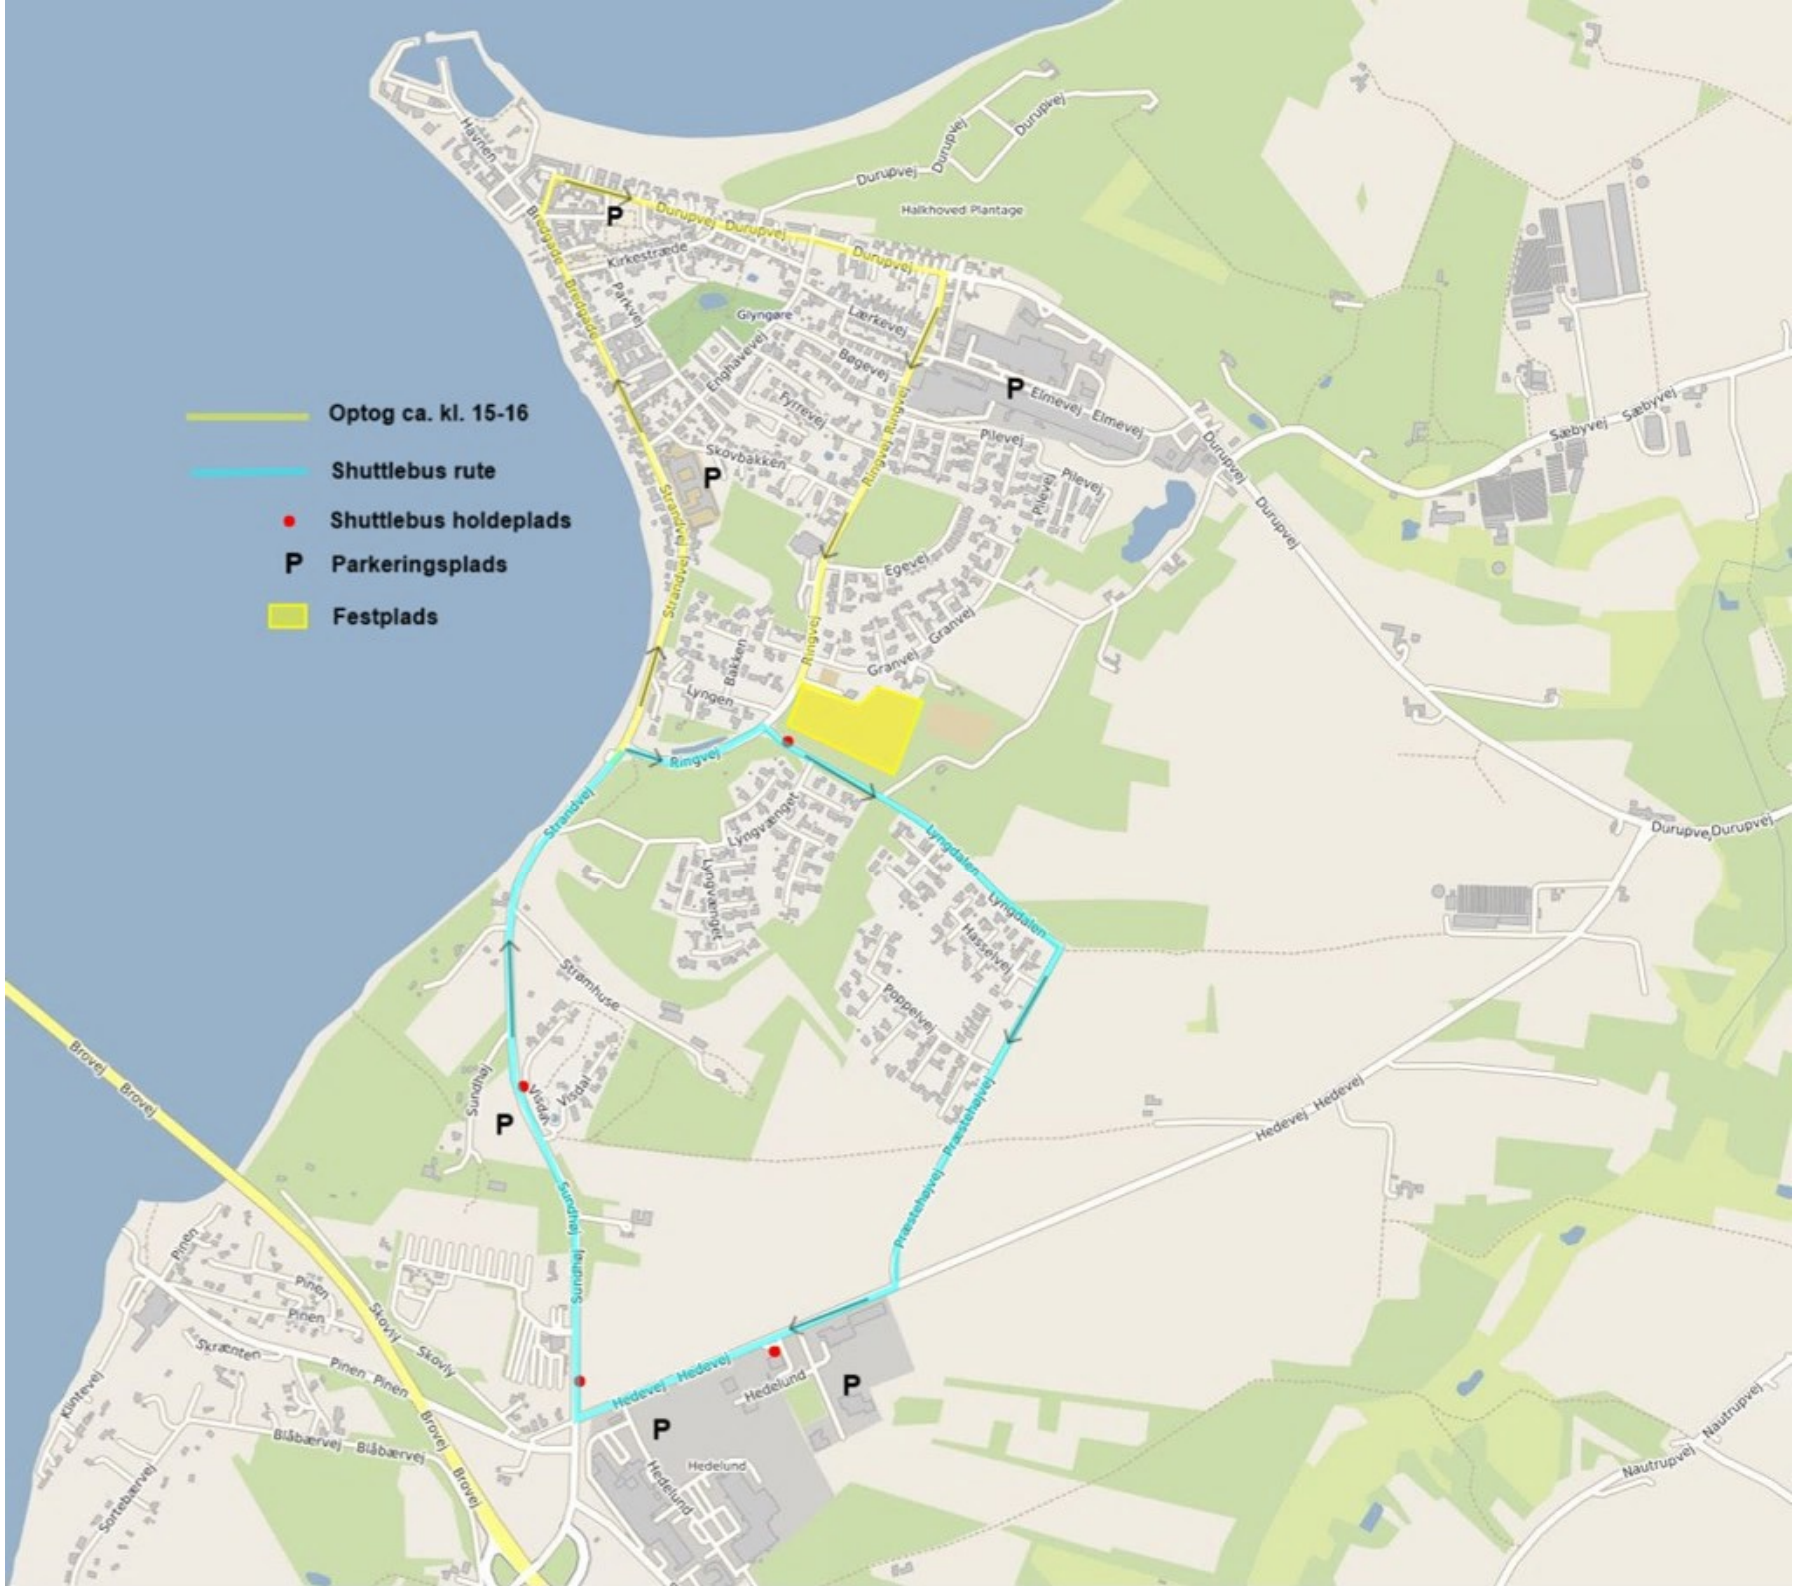 Havnen
Durupvej
Durupvej
Durupvej
Halkhoved Plantage
P
Durupvej
Durupvej
Durupvej
Bredgade
Bredgade
Kirkestræde
Parkvej
Glyngøre
Lærkevej
Bøgevej
Enghavevej
Fyrrevej
P
Elmevej
Elmevej
Ringvej
Ringvej
Pilevej
Pilevej
Pilevej
Skovbakken
P
Durupvej
Durupvej
Sæbyvej
Sæbyvej
Optog ca. kl. 15-16
Shuttlebus rute
Shuttlebus holdeplads
P Parkeringsplads
Festplads
Strandvej
Strandvej
Egevej
Granvej
Granvej
Ringvej
Bakken
Lyngen
Ringvej
Strandvej
Lyngvænget
Lyngvænget
Lyngdalen
Lyngdalen
Hasselvej
Poppelvej
Durupvej
Durupvej
Strømhuse
Brovej
Brovej
Sundhøj
Visdal
Visdal
P
Præstehøjvej
Præstehøjvej
Hedevej
Hedevej
Sundhøj
Sundhøj
Pinen
Pinen
Pinen
Skovly
Skovly
Skrænten
Pinen
Pinen
Klintevej
Blåbærvej
Blåbærvej
Brovej
Brovej
Sortebærvej
Hedevej
Hedevej
Hedelund
P
P
Hedelund
Hedelund
Nautrupvej
Nautrupvej